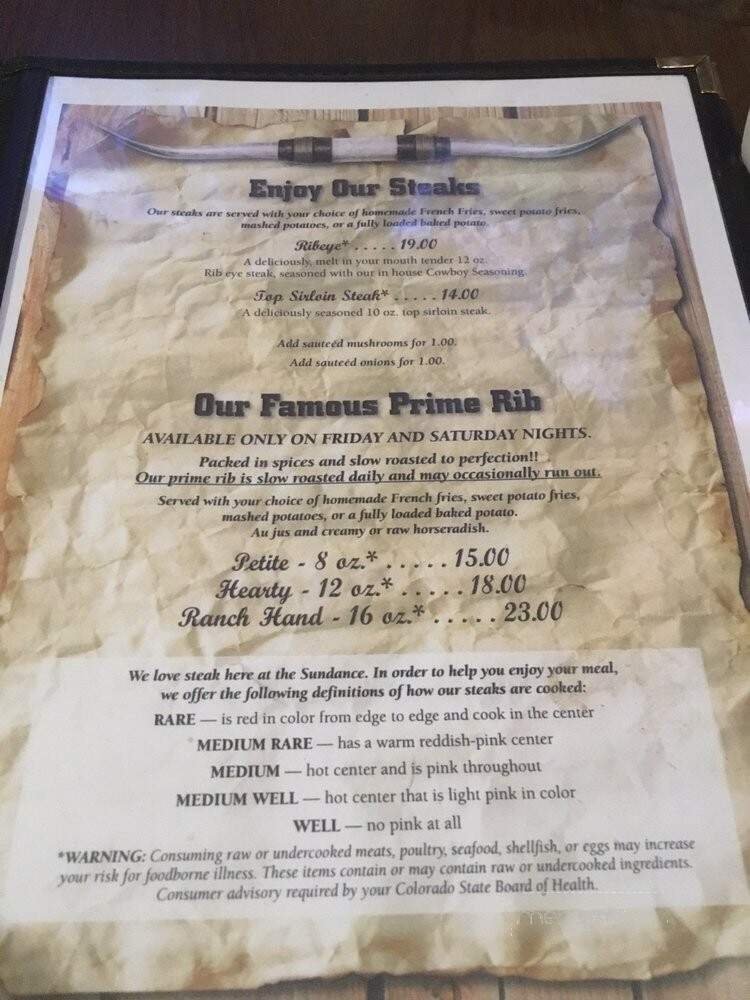 Enjoy Our Steaks
Our steaks are served with your choice of homemade French Fries, sweet potato fries,
mashed potatoes, or a fully loaded baked potato.
Ribeye* . . . . . 19.00
A deliciously, melt in your mouth tender 12 oz.
Rib eye steak, seasoned with our in house Cowboy Seasoning.
Top Sirloin Steak* . . . . . 14.00
A deliciously seasoned 10 oz. top sirloin steak.
Add sautéed mushrooms for 1.00.
Add sautéed onions for 1.00.
Our Famous Prime Rib
AVAILABLE ONLY ON FRIDAY AND SATURDAY NIGHTS.
Packed in spices and slow roasted to perfection!!
Our prime rib is slow roasted daily and may occasionally run out.
Served with your choice of homemade French fries, sweet potato fries,
mashed potatoes, or a fully loaded baked potato.
Au jus and creamy or raw horseradish.
Petite - 8 oz.* . . . . . 15.00
Hearty - 12 oz.* . . . . . 18.00
Ranch Hand - 16 oz.* . . . . . 23.00
We love steak here at the Sundance. In order to help you enjoy your meal,
we offer the following definitions of how our steaks are cooked:
RARE — is red in color from edge to edge and cook in the center
MEDIUM RARE — has a warm reddish-pink center
MEDIUM — hot center and is pink throughout
MEDIUM WELL — hot center that is light pink in color
WELL — no pink at all
*WARNING: Consuming raw or undercooked meats, poultry, seafood, shellfish, or eggs may increase
your risk for foodborne illness. These items contain or may contain raw or undercooked ingredients.
Consumer advisory required by your Colorado State Board of Health.